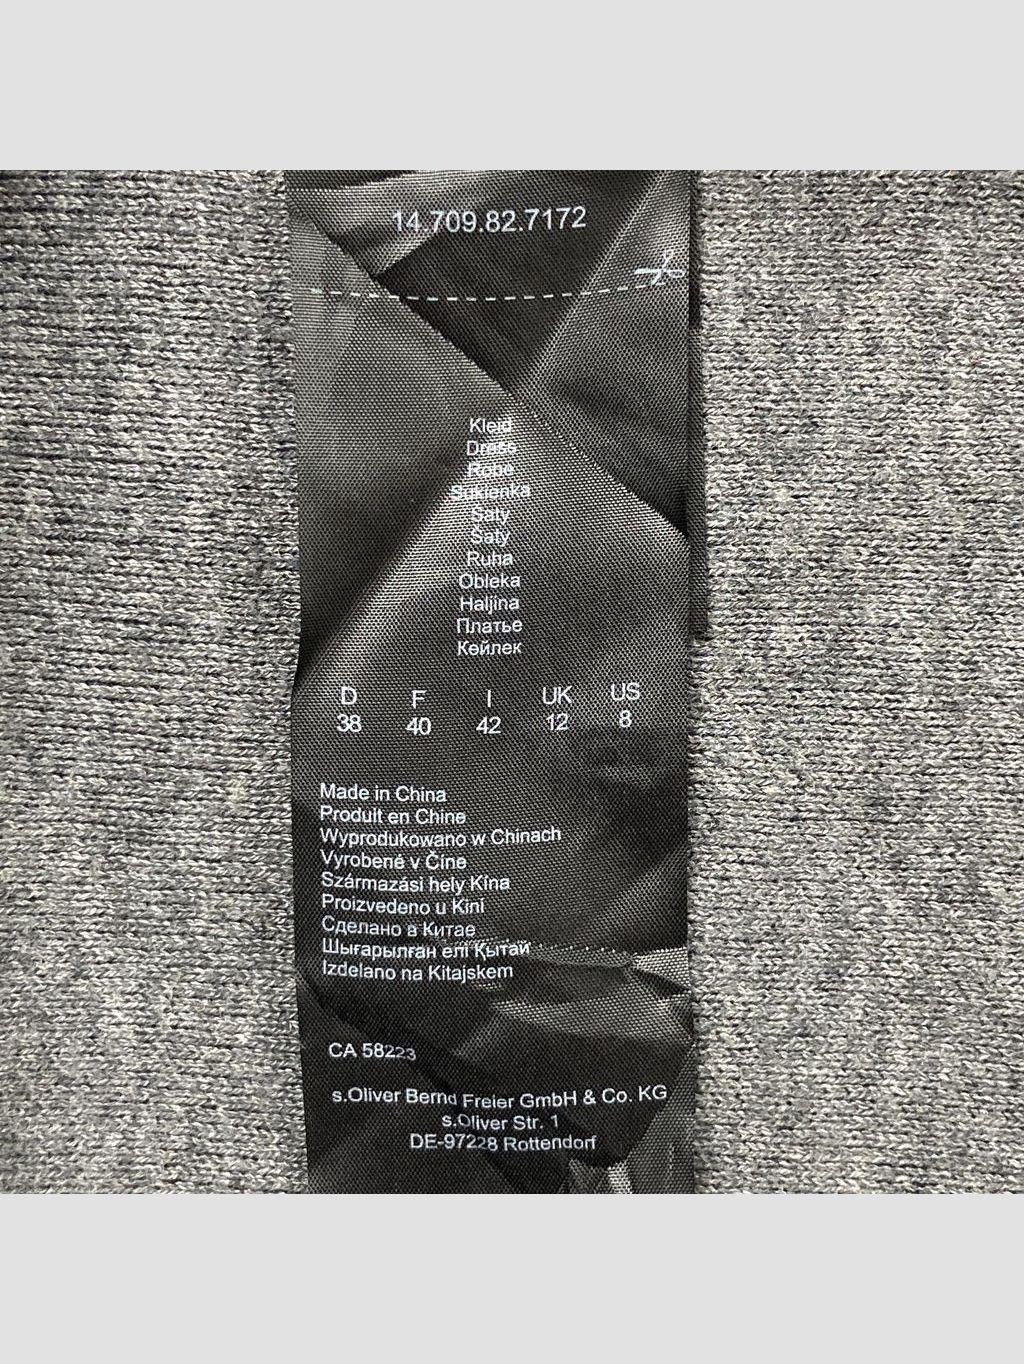 14.709.82.7172
Kleid
Dress
Robe
Sukienka
Šaty
Šaty
Ruha
Obleka
Haljina
Платье
Көйлек
D F I UK US
38 40 42 12 8
Made in China
Produit en Chine
Wyprodukowano w Chinach
Vyrobené v Číne
Származási hely Kína
Proizvedeno u Kini
Сделано в Китае
Шығарылған елі Қытай
Izdelano na Kitajskem
CA 58223
s.Oliver Bernd Freier GmbH & Co. KG
s.Oliver Str. 1
DE-97228 Rottendorf